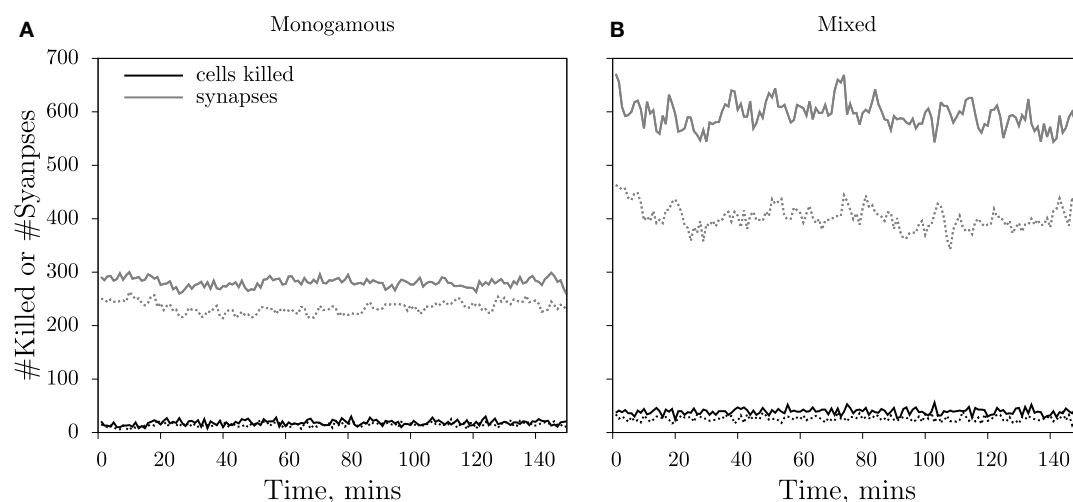 A
Monogamous
B
Mixed
cells killed
synapses
#Killed or #Syanpses
700
600
500
400
300
200
100
0
0 20 40 60 80 100 120 140
Time, mins
0 20 40 60 80 100 120 140
Time, mins